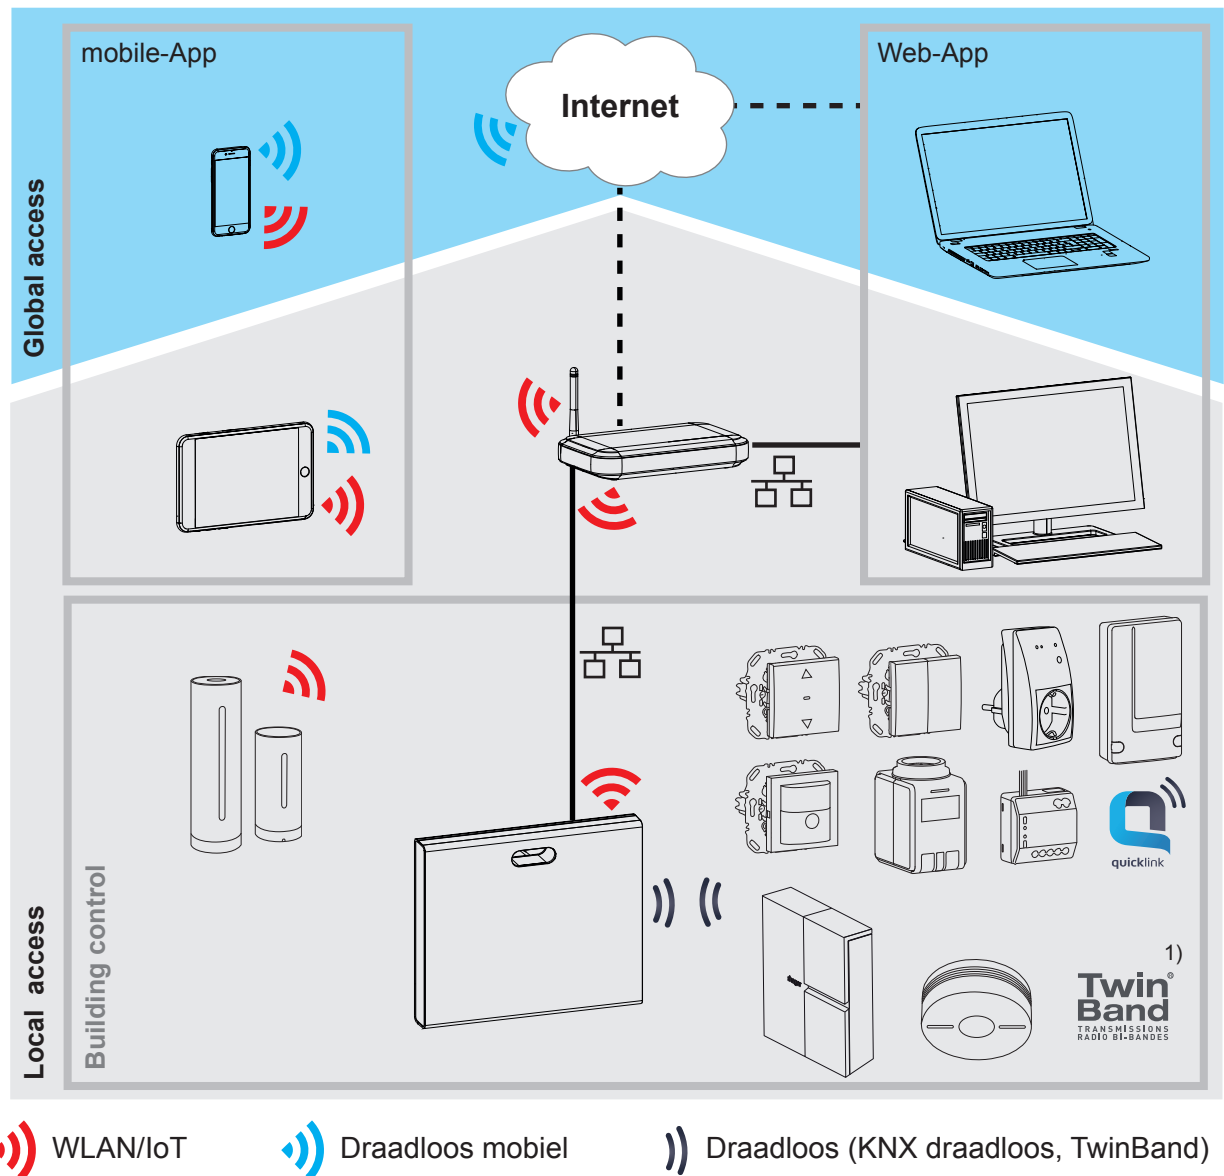 mobile-App
Internet
Web-App
Global access
Local access
Building control
quicklink
1)
Twin®
Band
TRANSMISSIONS
RADIO BI-BANDES
WLAN/IoT
Draadloos mobiel
Draadloos (KNX draadloos, TwinBand)